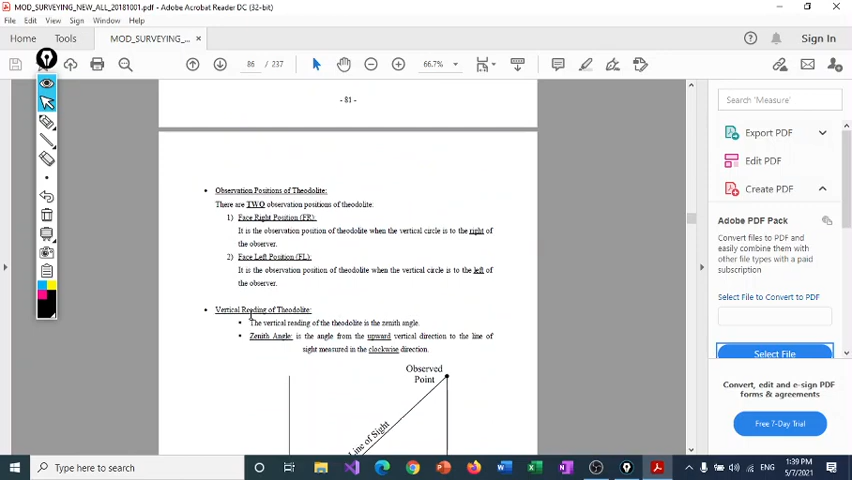 MOD_SURVEYING_NEW_ALL_20181001.pdf - Adobe Acrobat Reader DC (32-bit)
File Edit View Sign Window Help
Home Tools MOD_SURVEYING_... × Sign In
86 / 237 66.7%
- 81 -
Observation Positions of Theodolite:
There are TWO observation positions of theodolite.
1) Face Right Position (FR):
It is the observation position of theodolite when the vertical circle is to the right of
the observer.
2) Face Left Position (FL):
It is the observation position of theodolite when the vertical circle is to the left of
the observer.
Vertical Reading of Theodolite:
The vertical reading of the theodolite is the zenith angle.
Zenith Angle: is the angle from the upward vertical direction to the line of
sight measured in the clockwise direction.
Observed
Point
Line of Sight
Search 'Measure'
Export PDF
Edit PDF
Create PDF
Adobe PDF Pack
Convert files to PDF and
easily combine them with
other file types with a paid
subscription
Select File to Convert to PDF
Select File
Convert, edit and e-sign PDF
forms & agreements
Free 7-Day Trial
Type here to search
ENG
1:39 PM
5/7/2021